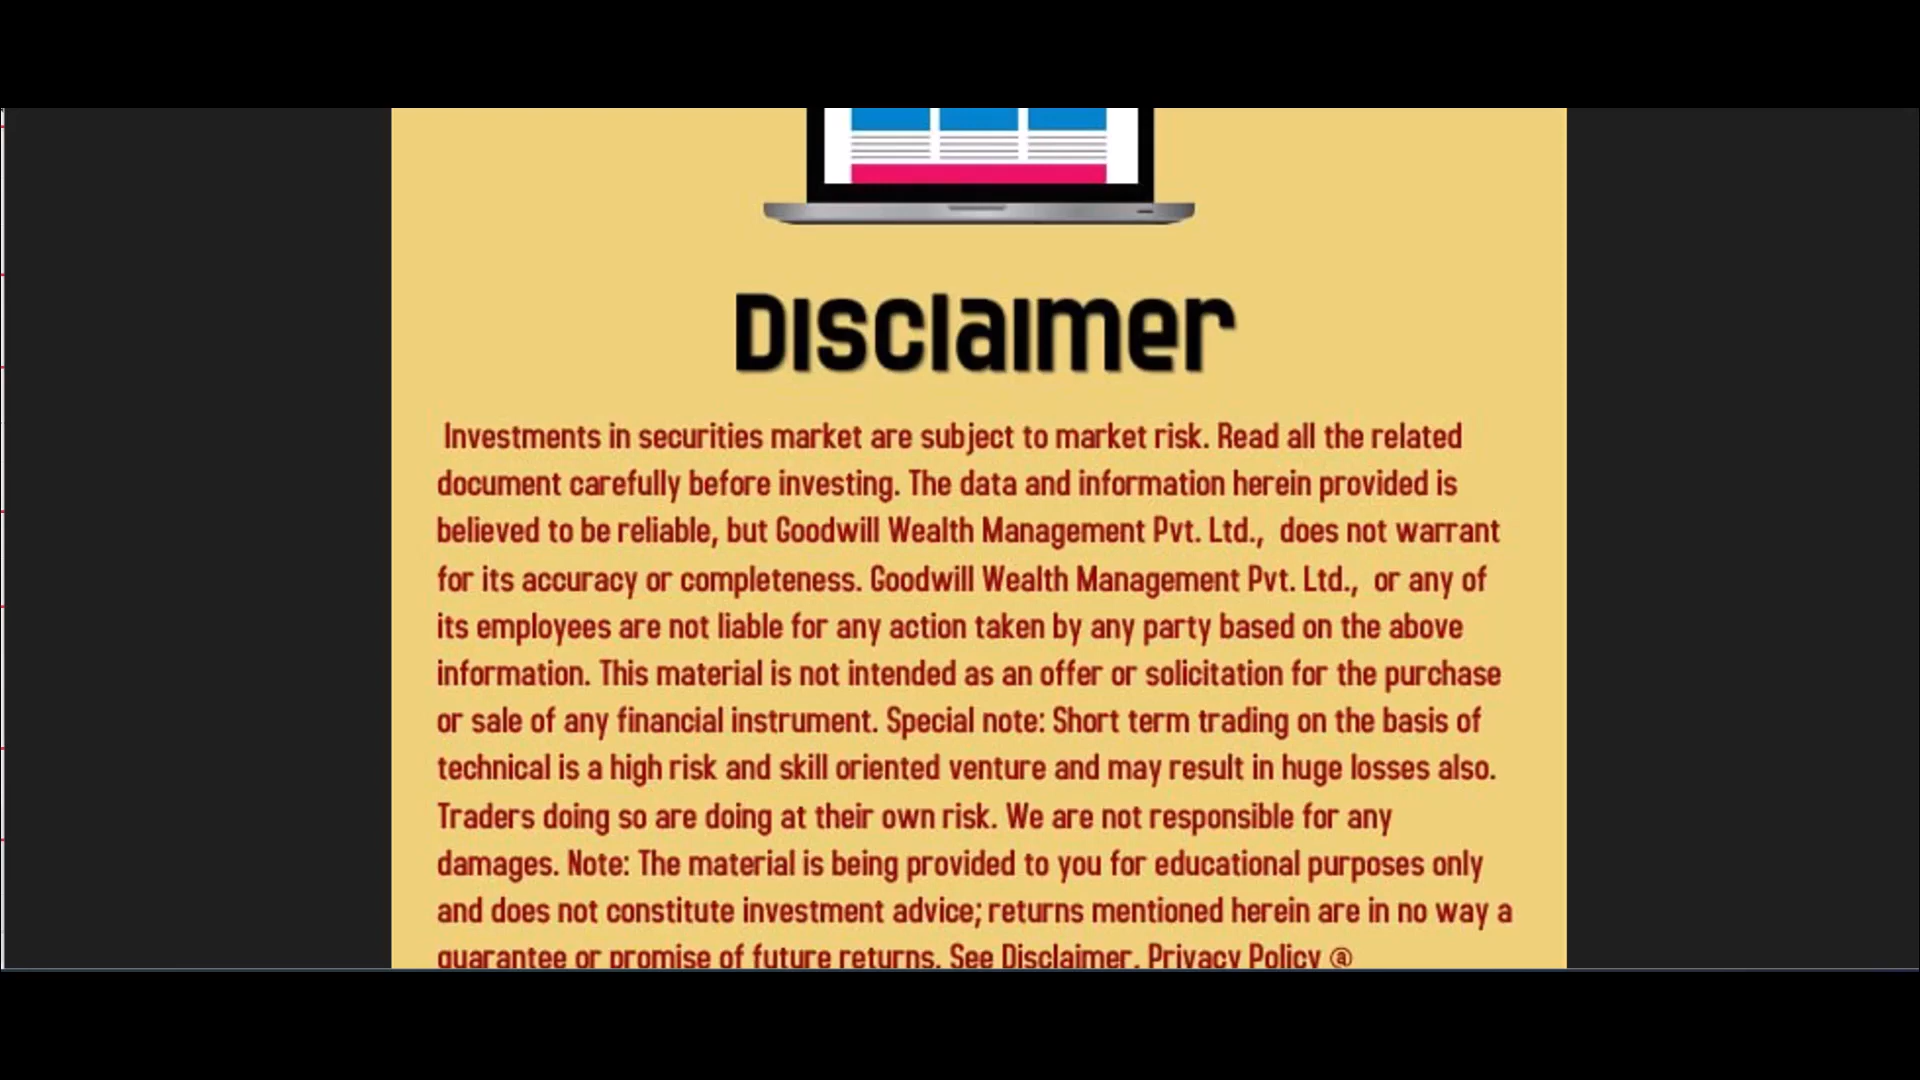 Disclaimer
Investments in securities market are subject to market risk. Read all the related
document carefully before investing. The data and information herein provided is
believed to be reliable, but Goodwill Wealth Management Pvt. Ltd., does not warrant
for its accuracy or completeness. Goodwill Wealth Management Pvt. Ltd., or any of
its employees are not liable for any action taken by any party based on the above
information. This material is not intended as an offer or solicitation for the purchase
or sale of any financial instrument. Special note: Short term trading on the basis of
technical is a high risk and skill oriented venture and may result in huge losses also.
Traders doing so are doing at their own risk. We are not responsible for any
damages. Note: The material is being provided to you for educational purposes only
and does not constitute investment advice; returns mentioned herein are in no way a
guarantee or promise of future returns. See Disclaimer, Privacy Policy @